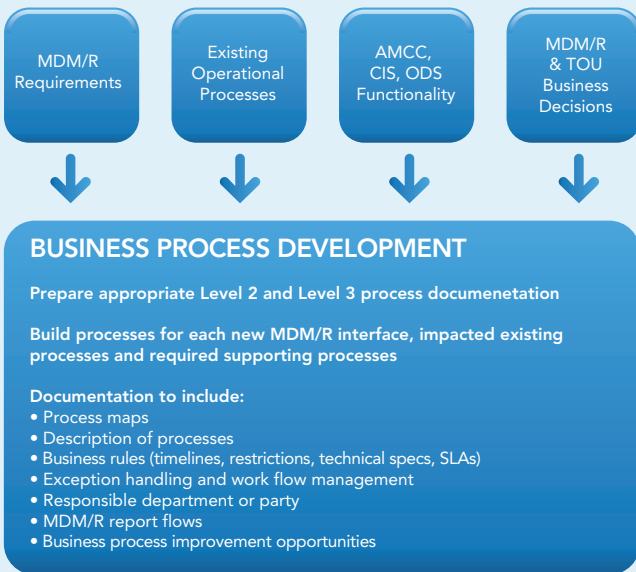 MDM/R
Requirements
Existing
Operational
Processes
AMCC,
CIS, ODS
Functionality
MDM/R
& TOU
Business
Decisions
BUSINESS PROCESS DEVELOPMENT
Prepare appropriate Level 2 and Level 3 process documenetation
Build processes for each new MDM/R interface, impacted existing
processes and required supporting processes
Documentation to include:
• Process maps
• Description of processes
• Business rules (timelines, restrictions, technical specs, SLAs)
• Exception handling and work flow management
• Responsible department or party
• MDM/R report flows
• Business process improvement opportunities